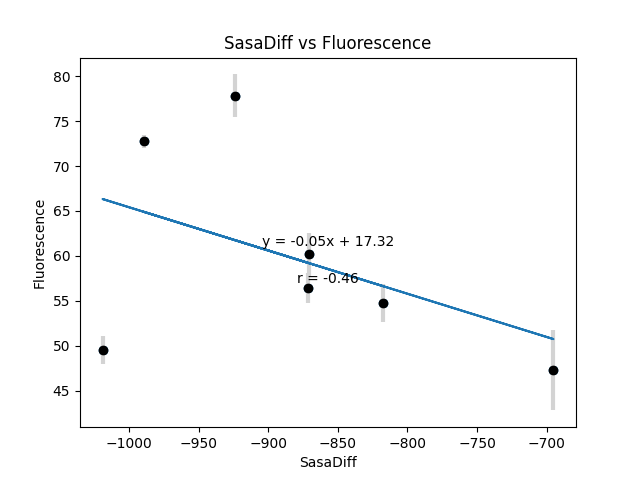 SasaDiff vs Fluorescence
80
75
70
65
60
55
50
45
Fluorescence
y = -0.05x + 17.32
r = -0.46
−1000 −950 −900 −850 −800 −750 −700
SasaDiff